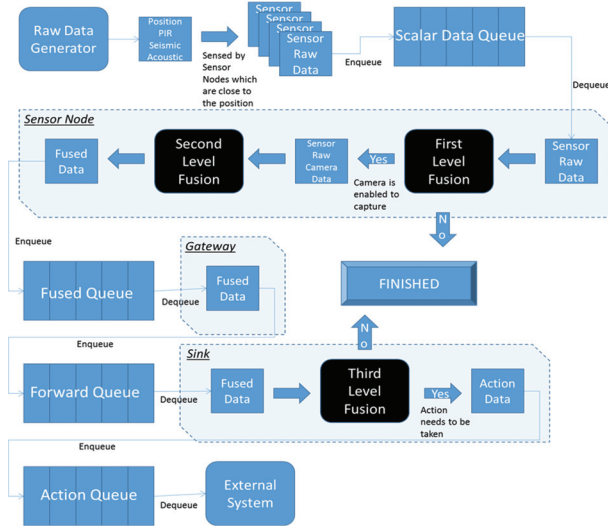 Raw Data
Generator
Position
PIR
Seismic
Acoustic
Sensed by
Sensor
Nodes which
are close to
the position
Sensor
Sensor
Sensor
Sensor
Raw
Data
Enqueue
Scalar Data Queue
Dequeue
Sensor Node
Fused
Data
Second
Level
Fusion
Sensor
Raw
Camera
Data
Yes
Camera is
enabled to
capture
First
Level
Fusion
Sensor
Raw
Data
No
Enqueue
Fused Queue
Dequeue
Gateway
Fused
Data
FINISHED
Enqueue
No
Sink
Forward Queue
Dequeue
Fused
Data
Third
Level
Fusion
Yes
Action
needs to be
taken
Action
Data
Enqueue
Action Queue
Dequeue
External
System